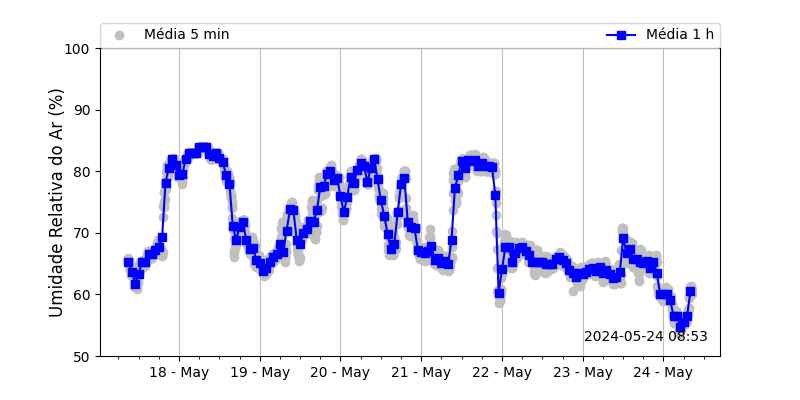 Média 5 min
Média 1 h
Umidade Relativa do Ar (%)
100
90
80
70
60
50
2024-05-24 08:53
18 - May
19 - May
20 - May
21 - May
22 - May
23 - May
24 - May